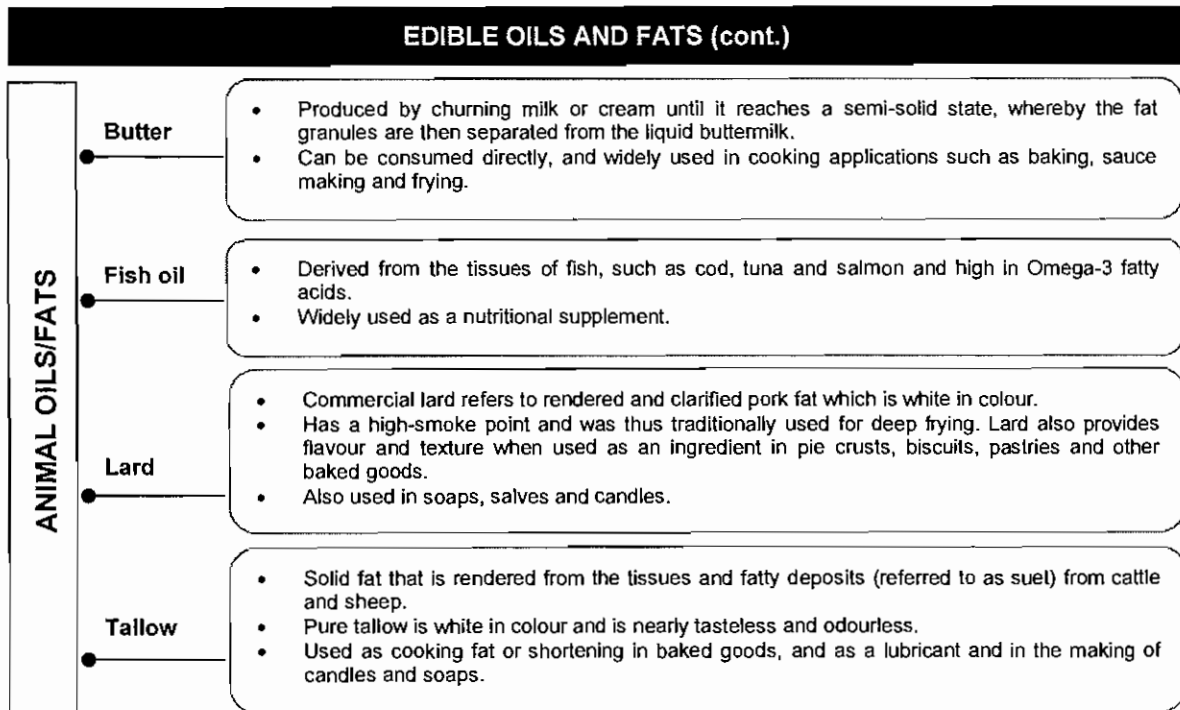 EDIBLE OILS AND FATS (cont.)
ANIMAL OILS/FATS
Butter
• Produced by churning milk or cream until it reaches a semi-solid state, whereby the fat
granules are then separated from the liquid buttermilk.
• Can be consumed directly, and widely used in cooking applications such as baking, sauce
making and frying.
Fish oil
• Derived from the tissues of fish, such as cod, tuna and salmon and high in Omega-3 fatty
acids.
• Widely used as a nutritional supplement.
Lard
• Commercial lard refers to rendered and clarified pork fat which is white in colour.
• Has a high-smoke point and was thus traditionally used for deep frying. Lard also provides
flavour and texture when used as an ingredient in pie crusts, biscuits, pastries and other
baked goods.
• Also used in soaps, salves and candles.
Tallow
• Solid fat that is rendered from the tissues and fatty deposits (referred to as suet) from cattle
and sheep.
• Pure tallow is white in colour and is nearly tasteless and odourless.
• Used as cooking fat or shortening in baked goods, and as a lubricant and in the making of
candles and soaps.